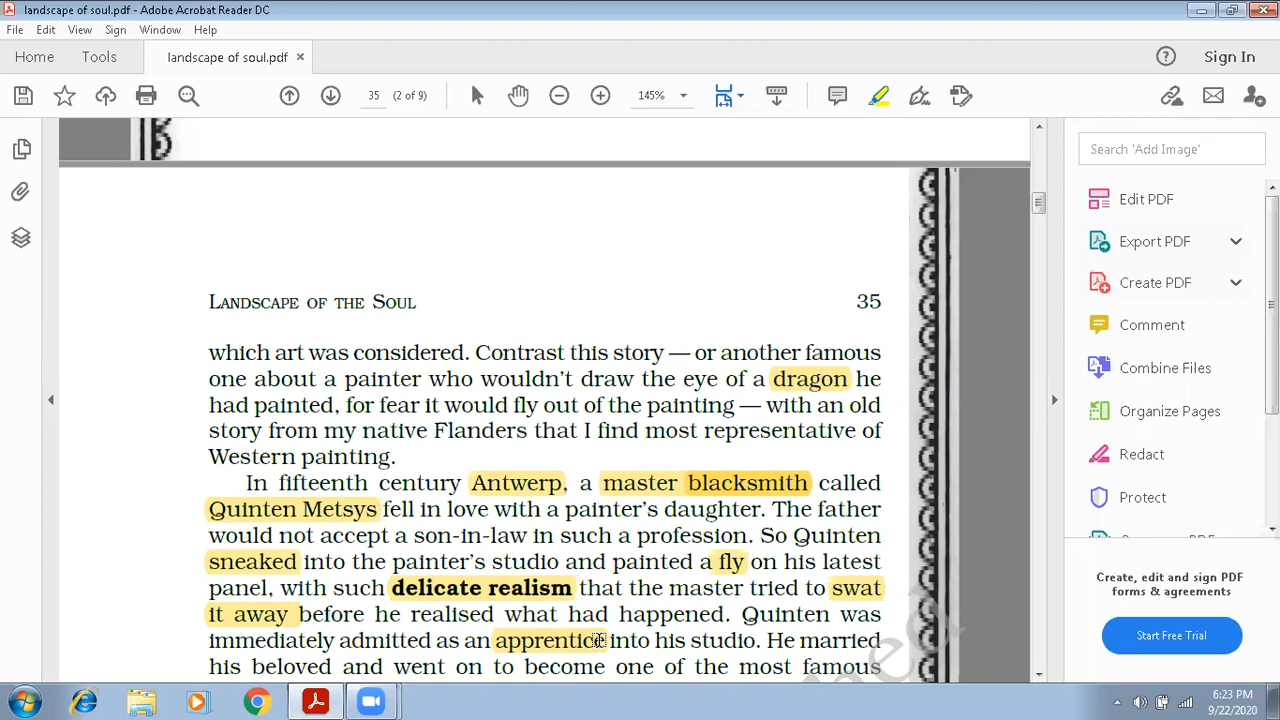 landscape of soul.pdf - Adobe Acrobat Reader DC
File Edit View Sign Window Help
Home Tools landscape of soul.pdf × Sign In
35 (2 of 9) 145%
B
Search 'Add Image'
Edit PDF
Export PDF
Create PDF
Comment
Combine Files
Organize Pages
Redact
Protect
Create, edit and sign PDF
forms & agreements
Start Free Trial
LANDSCAPE OF THE SOUL 35
which art was considered. Contrast this story — or another famous
one about a painter who wouldn't draw the eye of a dragon he
had painted, for fear it would fly out of the painting — with an old
story from my native Flanders that I find most representative of
Western painting.
In fifteenth century Antwerp, a master blacksmith called
Quinten Metsys fell in love with a painter's daughter. The father
would not accept a son-in-law in such a profession. So Quinten
sneaked into the painter's studio and painted a fly on his latest
panel, with such delicate realism that the master tried to swat
it away before he realised what had happened. Quinten was
immediately admitted as an apprentice into his studio. He married
his beloved and went on to become one of the most famous
6:23 PM
9/22/2020